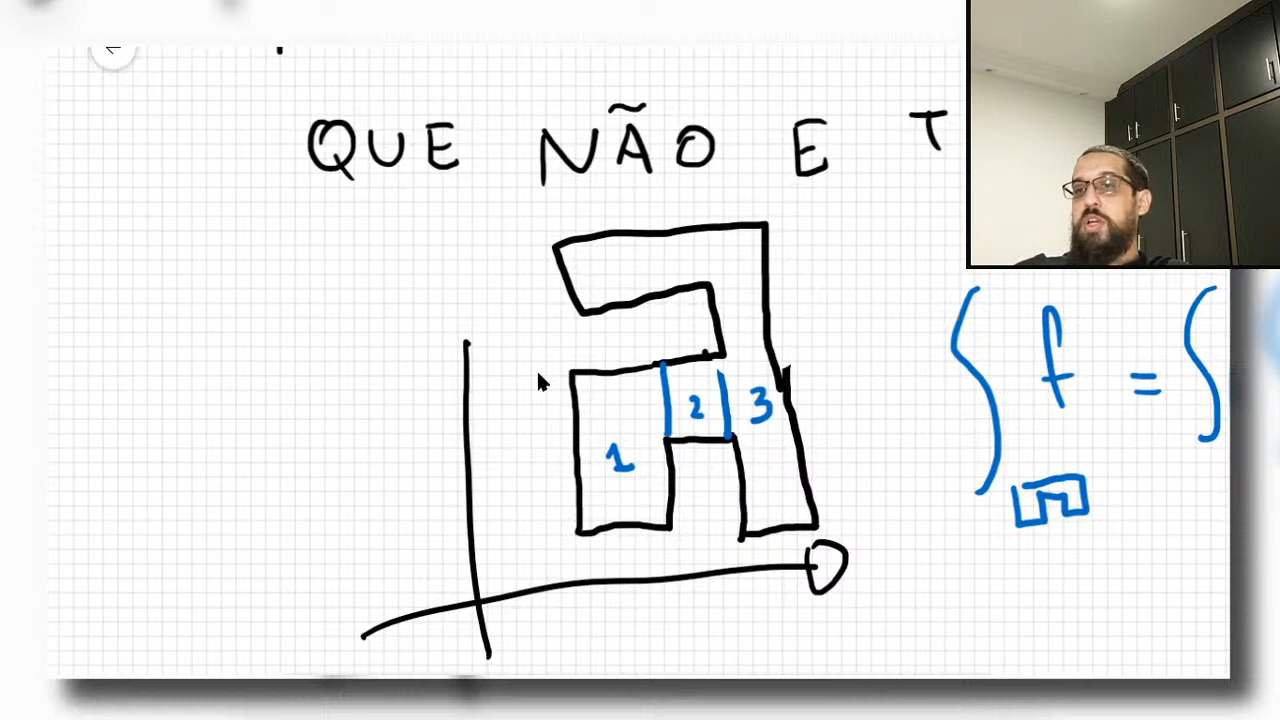 QUE NÃO E T
1 2 3
∫ f = ∫